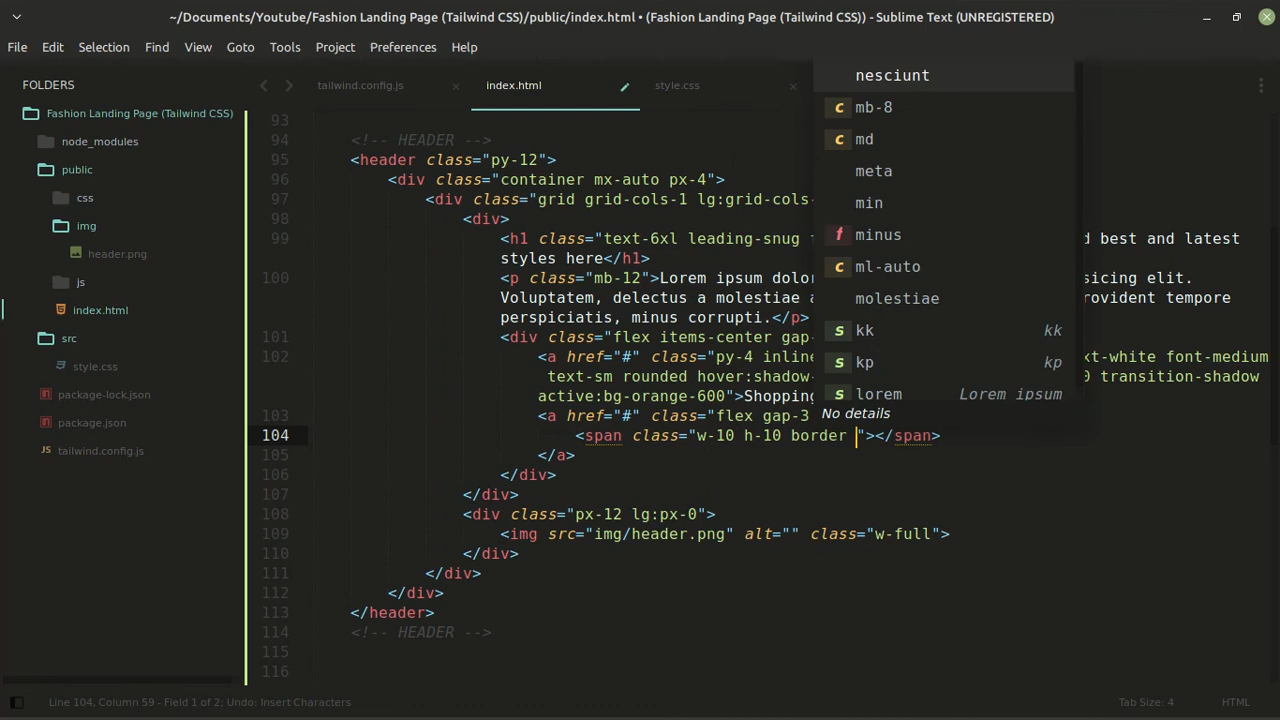 ~/Documents/Youtube/Fashion Landing Page (Tailwind CSS)/public/index.html • (Fashion Landing Page (Tailwind CSS)) - Sublime Text (UNREGISTERED)
File Edit Selection Find View Goto Tools Project Preferences Help
FOLDERS
Fashion Landing Page (Tailwind CSS)
node_modules
public
css
img
header.png
js
index.html
src
style.css
package-lock.json
package.json
tailwind.config.js
tailwind.config.js index.html style.css
93
94 <!-- HEADER -->
95 <header class="py-12">
96 <div class="container mx-auto px-4">
97 <div class="grid grid-cols-1 lg:grid-cols-
98 <div>
99 <h1 class="text-6xl leading-snug d best and latest
styles here</h1>
100 <p class="mb-12">Lorem ipsum dolor sicing elit.
Voluptatem, delectus a molestiae a rovident tempore
perspiciatis, minus corrupti.</p>
101 <div class="flex items-center gap-
102 <a href="#" class="py-4 inline xt-white font-medium
text-sm rounded hover:shadow- 0 transition-shadow
active:bg-orange-600">Shopping
103 <a href="#" class="flex gap-3
104 <span class="w-10 h-10 border "></span>
105 </a>
106 </div>
107 </div>
108 <div class="px-12 lg:px-0">
109 <img src="img/header.png" alt="" class="w-full">
110 </div>
111 </div>
112 </div>
113 </header>
114 <!-- HEADER -->
115
116
nesciunt
c mb-8
c md
meta
min
f minus
c ml-auto
molestiae
s kk kk
s kp kp
s lorem Lorem ipsum
No details
Line 104, Column 59 - Field 1 of 2; Undo: Insert Characters Tab Size: 4 HTML